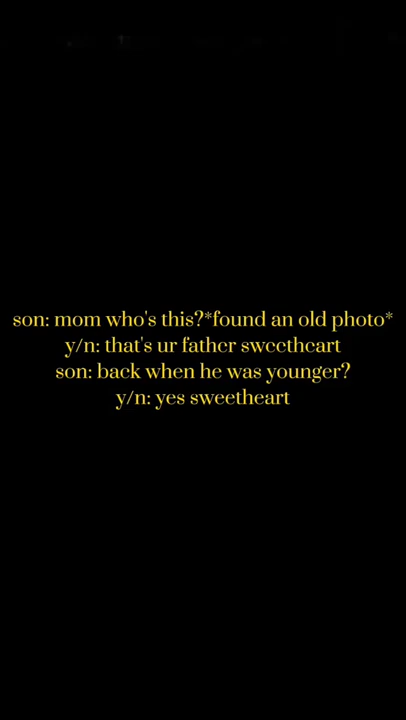 son: mom who's this?*found an old photo*
y/n: that's ur father sweetheart
son: back when he was younger?
y/n: yes sweetheart